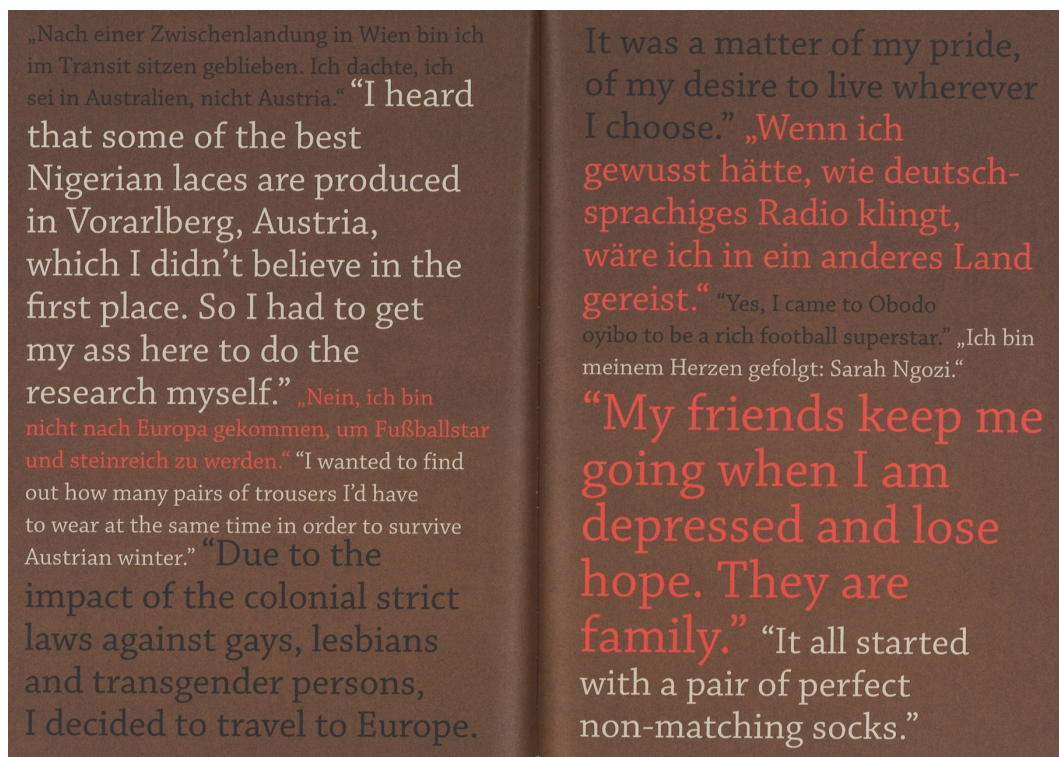 „Nach einer Zwischenlandung in Wien bin ich
im Transit sitzen geblieben. Ich dachte, ich
sei in Australien, nicht Austria.“ “I heard
that some of the best
Nigerian laces are produced
in Vorarlberg, Austria,
which I didn’t believe in the
first place. So I had to get
my ass here to do the
research myself.” „Nein, ich bin
nicht nach Europa gekommen, um Fußballstar
und steinreich zu werden.“ “I wanted to find
out how many pairs of trousers I’d have
to wear at the same time in order to survive
Austrian winter.” “Due to the
impact of the colonial strict
laws against gays, lesbians
and transgender persons,
I decided to travel to Europe.
It was a matter of my pride,
of my desire to live wherever
I choose.” „Wenn ich
gewusst hätte, wie deutsch-
sprachiges Radio klingt,
wäre ich in ein anderes Land
gereist.“ “Yes, I came to Obodo
oyibo to be a rich football superstar.” „Ich bin
meinem Herzen gefolgt: Sarah Ngozi.“
“My friends keep me
going when I am
depressed and lose
hope. They are
family.” “It all started
with a pair of perfect
non-matching socks.”